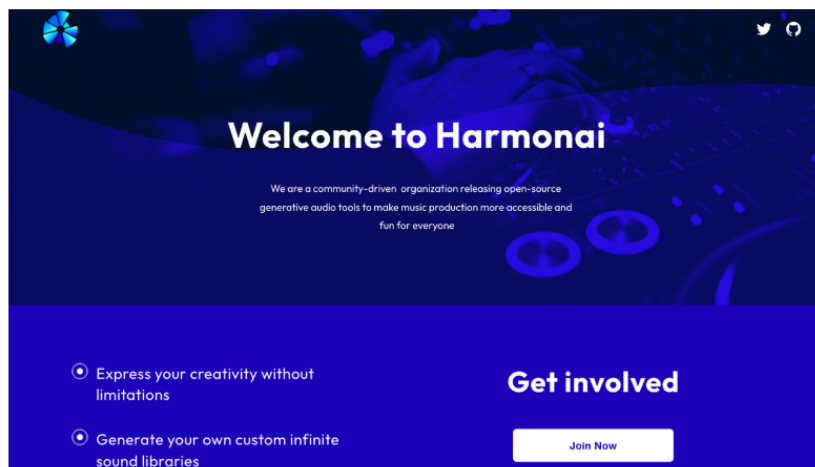 Welcome to Harmonai
We are a community-driven organization releasing open-source
generative audio tools to make music production more accessible and
fun for everyone
Express your creativity without
limitations
Generate your own custom infinite
sound libraries
Get involved
Join Now